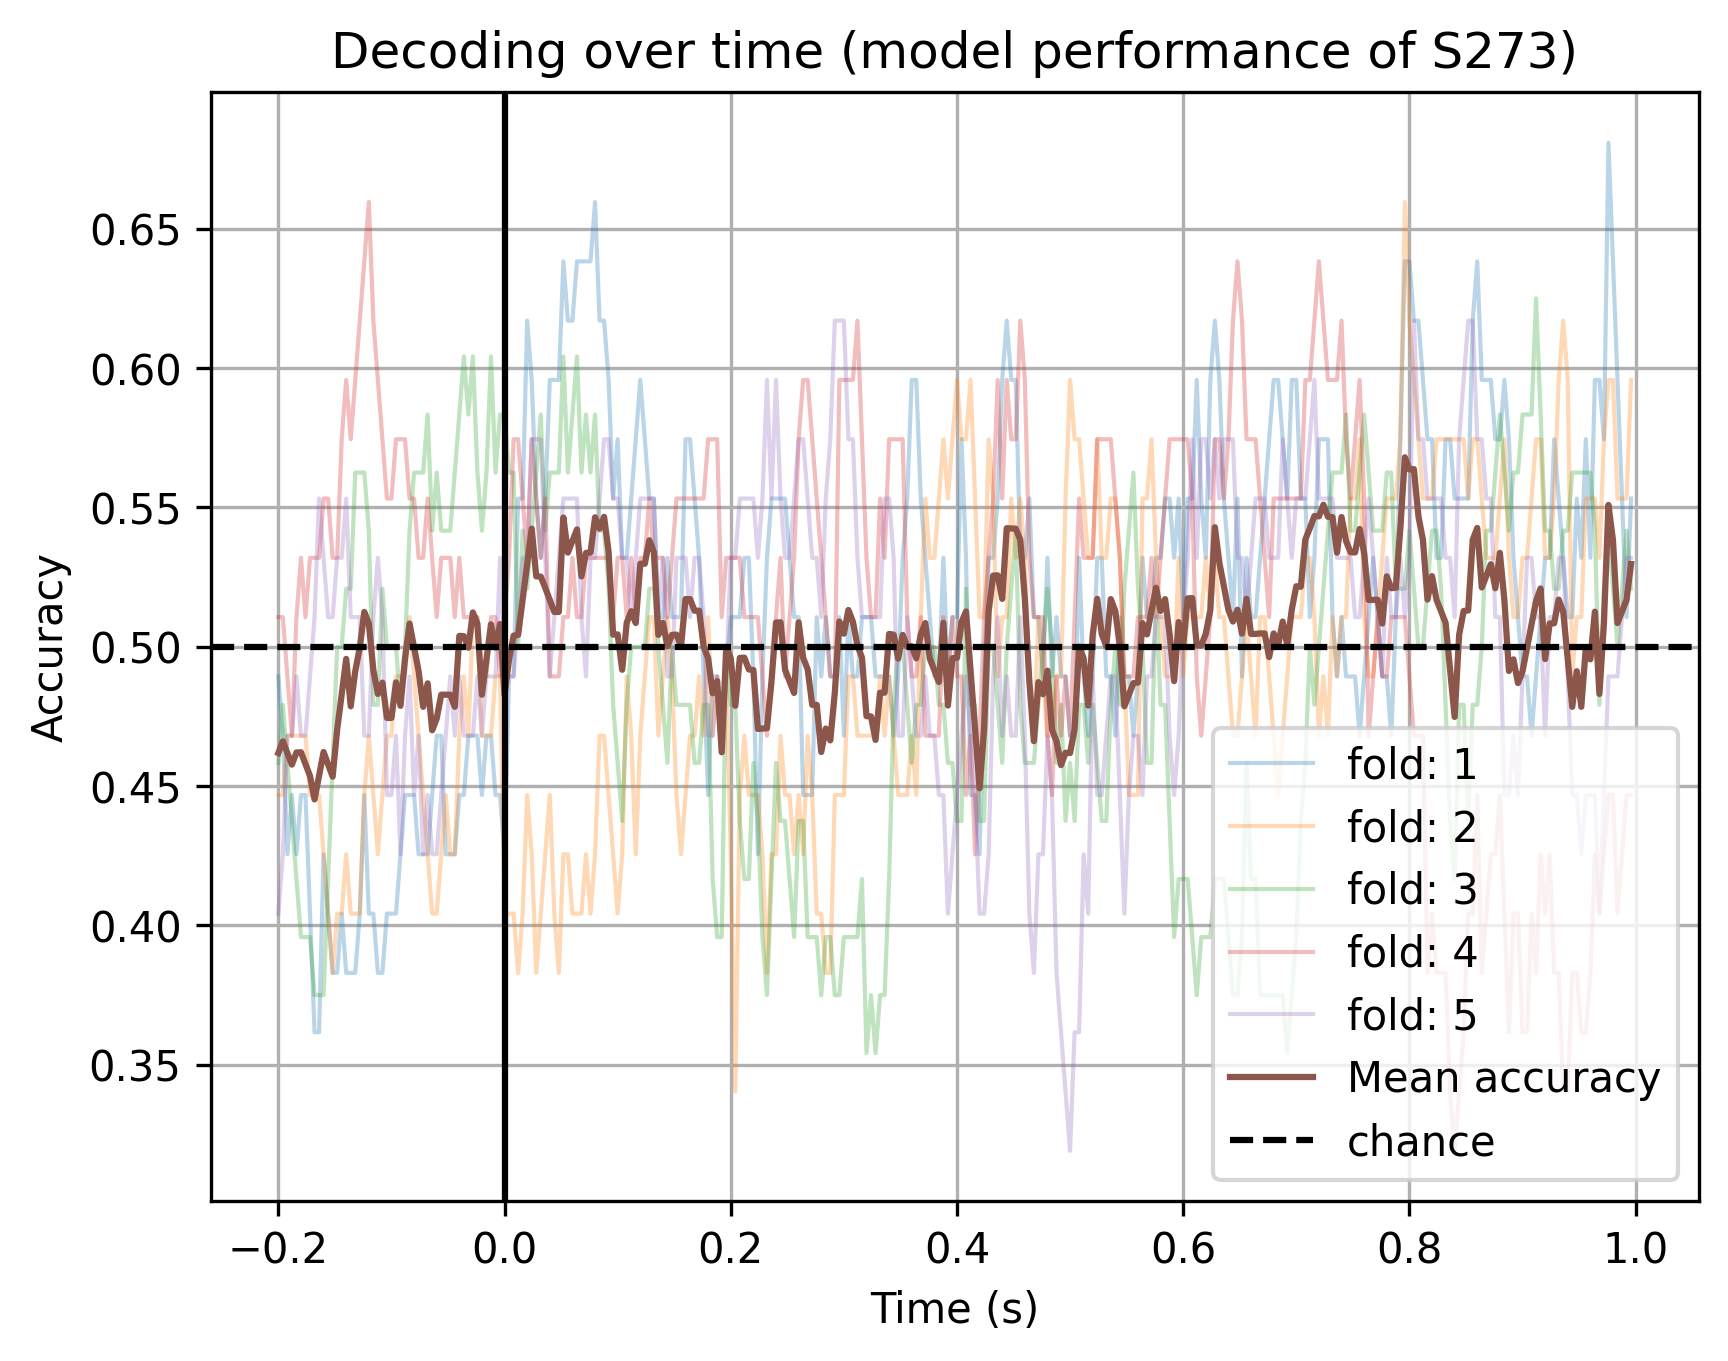 Decoding over time (model performance of S273)
Accuracy
0.65
0.60
0.55
0.50
0.45
0.40
0.35
fold: 1
fold: 2
fold: 3
fold: 4
fold: 5
Mean accuracy
chance
−0.2 0.0 0.2 0.4 0.6 0.8 1.0
Time (s)